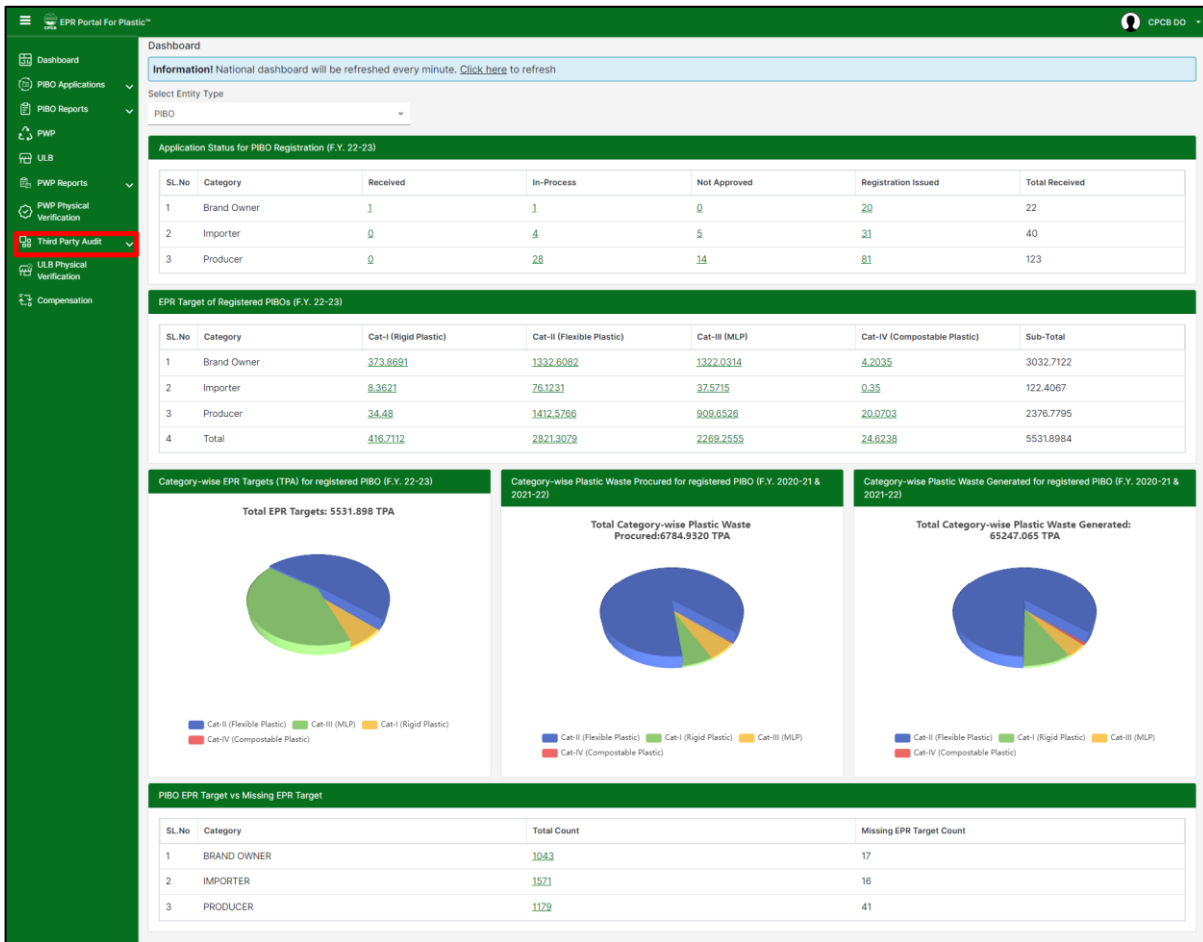 EPR Portal For Plastic™
CPCB
CPCB DO
Dashboard
PIBO Applications
PIBO Reports
PWP
ULB
PWP Reports
PWP Physical
Verification
Third Party Audit
ULB Physical
Verification
Compensation
Dashboard
Information! National dashboard will be refreshed every minute. Click here to refresh
Select Entity Type
PIBO
Application Status for PIBO Registration (F.Y. 22-23)
SL.No Category Received In-Process Not Approved Registration Issued Total Received
1 Brand Owner 1 1 0 20 22
2 Importer 0 4 5 31 40
3 Producer 0 28 14 81 123
EPR Target of Registered PIBOs (F.Y. 22-23)
SL.No Category Cat-I (Rigid Plastic) Cat-II (Flexible Plastic) Cat-III (MLP) Cat-IV (Compostable Plastic) Sub-Total
1 Brand Owner 373.8691 1332.6082 1322.0314 4.2035 3032.7122
2 Importer 8.3621 76.1231 37.5715 0.35 122.4067
3 Producer 34.48 1412.5766 909.6526 20.0703 2376.7795
4 Total 416.7112 2821.3079 2269.2555 24.6238 5531.8984
Category-wise EPR Targets (TPA) for registered PIBO (F.Y. 22-23)
Total EPR Targets: 5531.898 TPA
Cat-II (Flexible Plastic) Cat-III (MLP) Cat-I (Rigid Plastic)
Cat-IV (Compostable Plastic)
Category-wise Plastic Waste Procured for registered PIBO (F.Y. 2020-21 &
2021-22)
Total Category-wise Plastic Waste
Procured:6784.9320 TPA
Cat-II (Flexible Plastic) Cat-I (Rigid Plastic) Cat-III (MLP)
Cat-IV (Compostable Plastic)
Category-wise Plastic Waste Generated for registered PIBO (F.Y. 2020-21 &
2021-22)
Total Category-wise Plastic Waste Generated:
65247.065 TPA
Cat-II (Flexible Plastic) Cat-I (Rigid Plastic) Cat-III (MLP)
Cat-IV (Compostable Plastic)
PIBO EPR Target vs Missing EPR Target
SL.No Category Total Count Missing EPR Target Count
1 BRAND OWNER 1043 17
2 IMPORTER 1571 16
3 PRODUCER 1179 41